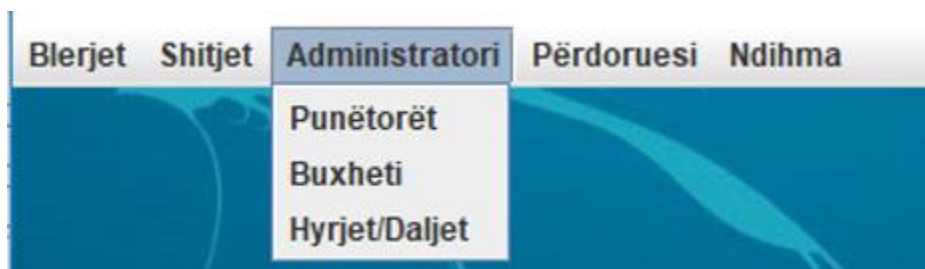 Blerjet Shitjet Administratori Përdoruesi Ndihma
Punëtorët
Buxheti
Hyrjet/Daljet